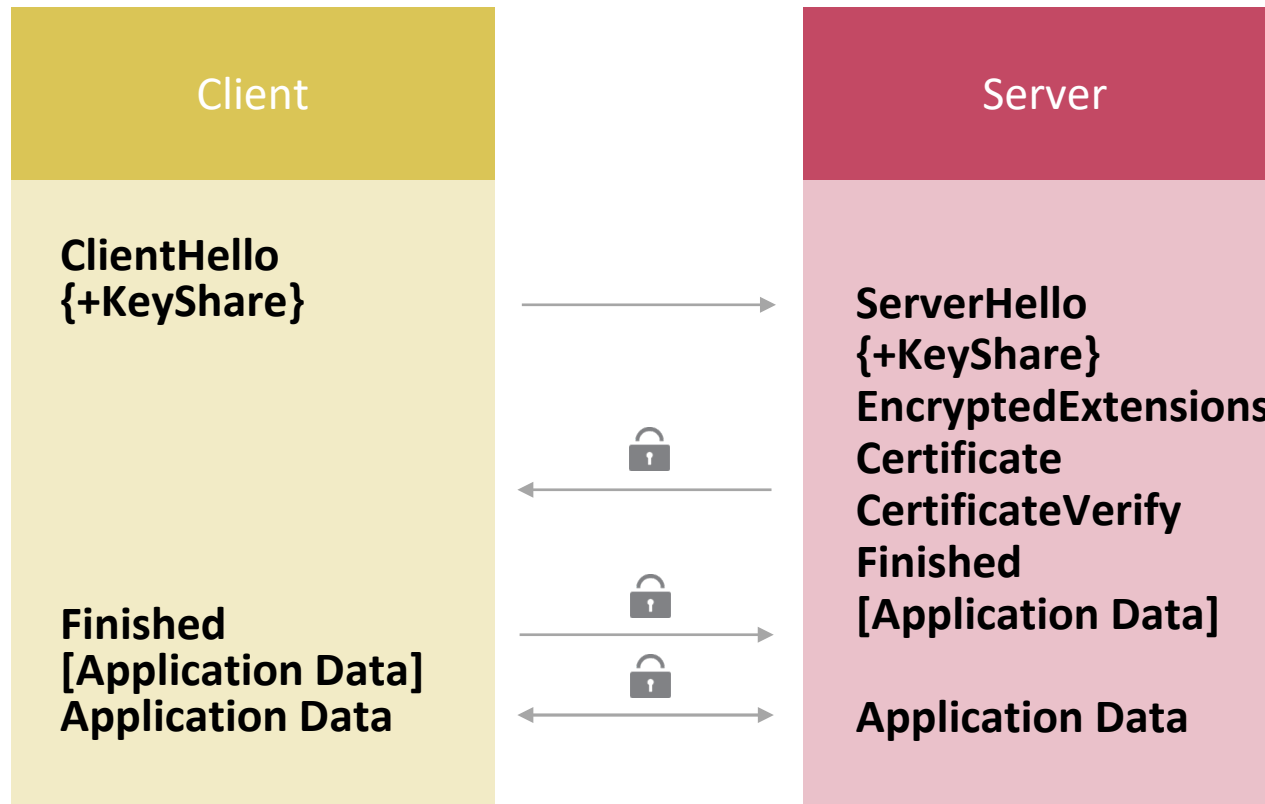 Client
Server
ClientHello
{+KeyShare}
ServerHello
{+KeyShare}
EncryptedExtensions
Certificate
CertificateVerify
Finished
[Application Data]
Finished
[Application Data]
Application Data
Application Data